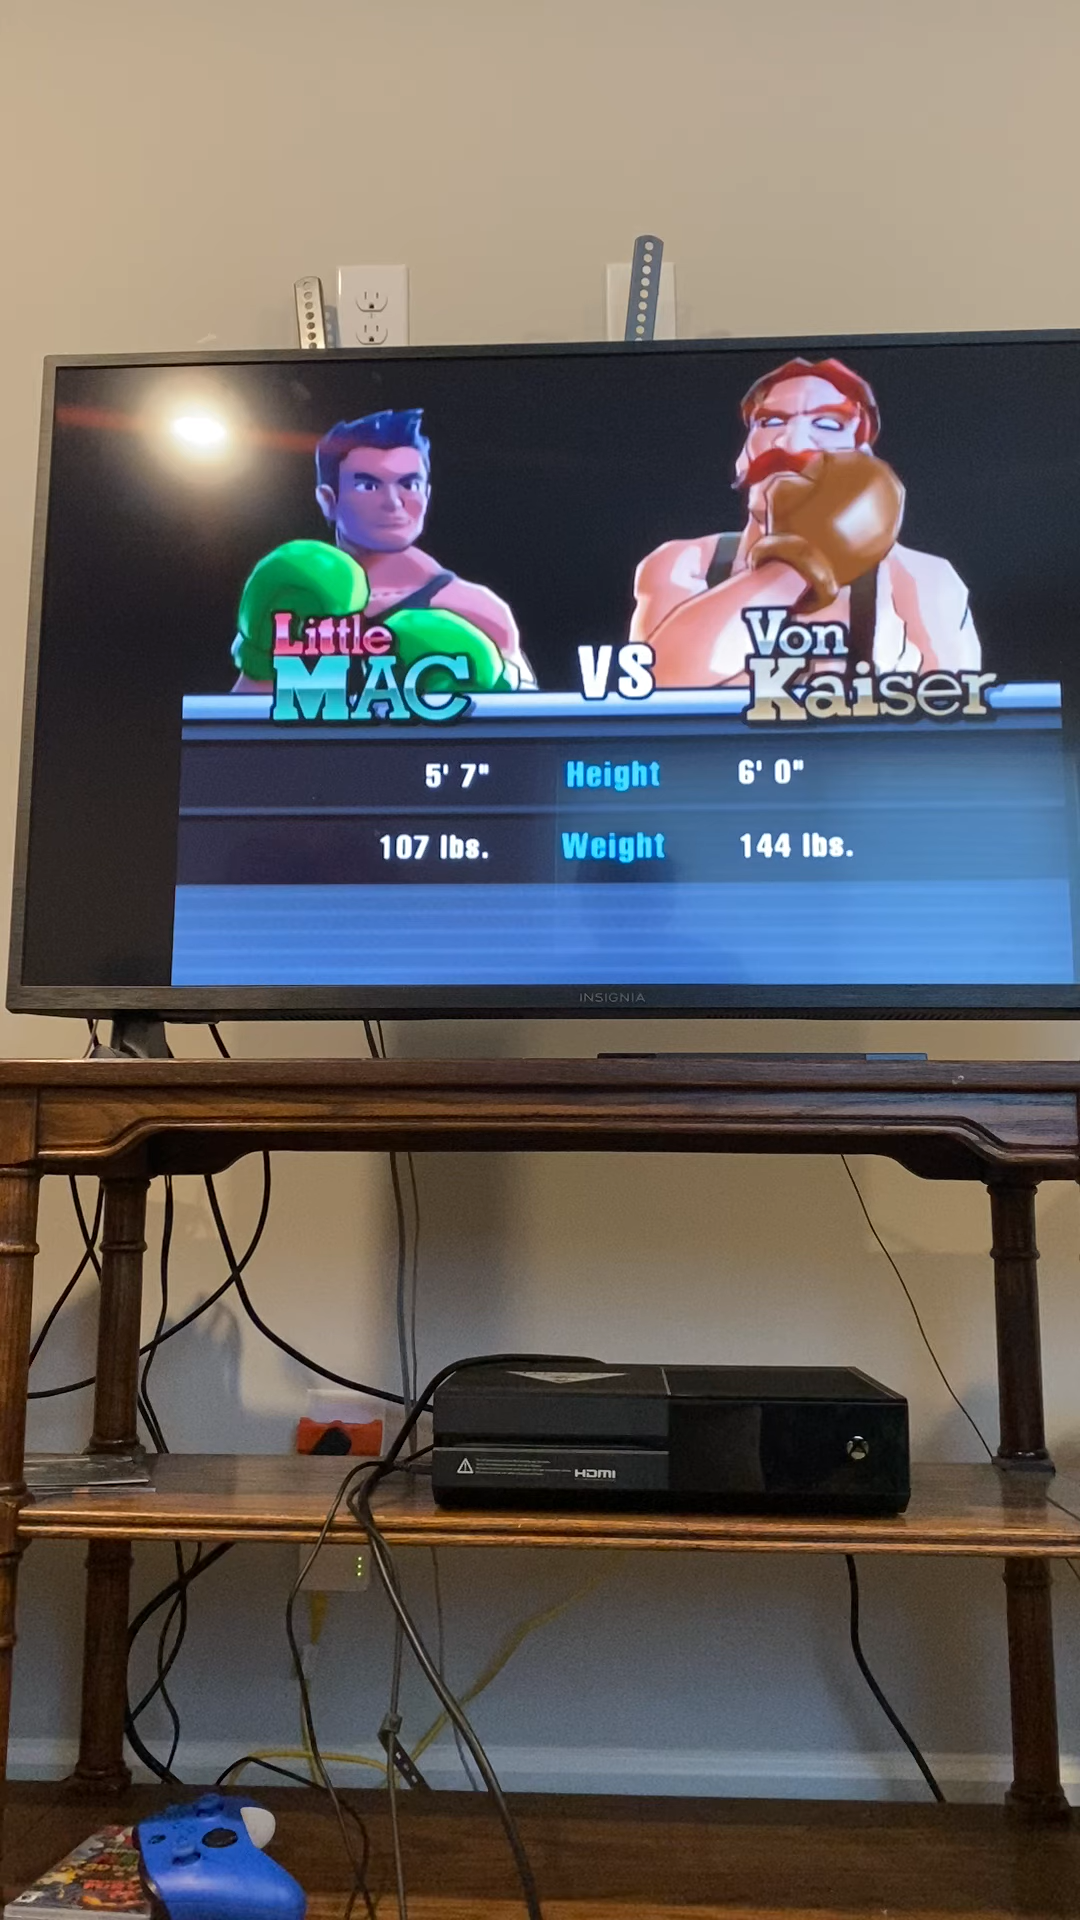 Little
MAC
VS
Von
Kaiser
5' 7" Height 6' 0"
107 lbs. Weight 144 lbs.
INSIGNIA
HDMI